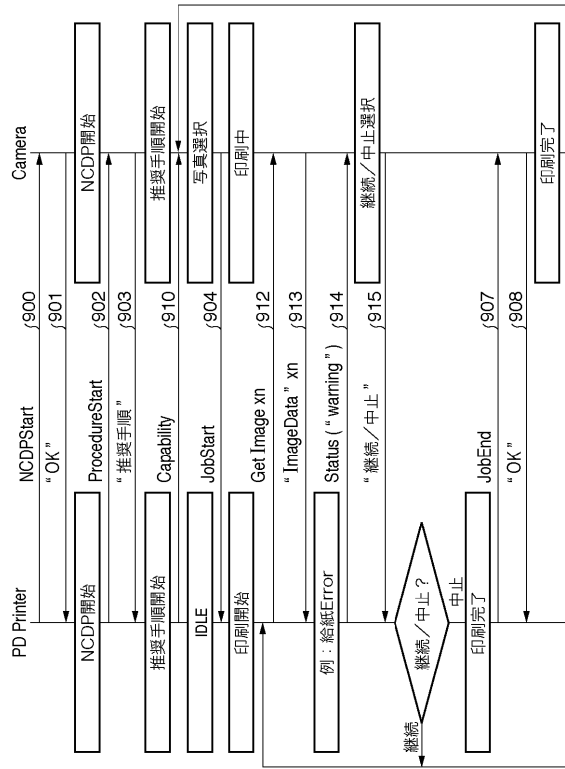 PD Printer
Camera
NCDPStart
900
“OK”
901
NCDP開始
NCDP開始
ProcedureStart
902
“推奨手順”
903
推奨手順開始
推奨手順開始
Capability
910
IDLE
写真選択
JobStart
904
印刷開始
印刷中
Get Image xn
912
“ImageData” xn
913
例：給紙Error
Status (“warning”)
914
継続／中止選択
“継続／中止”
915
継続／中止？
継続
中止
印刷完了
JobEnd
907
“OK”
908
印刷完了